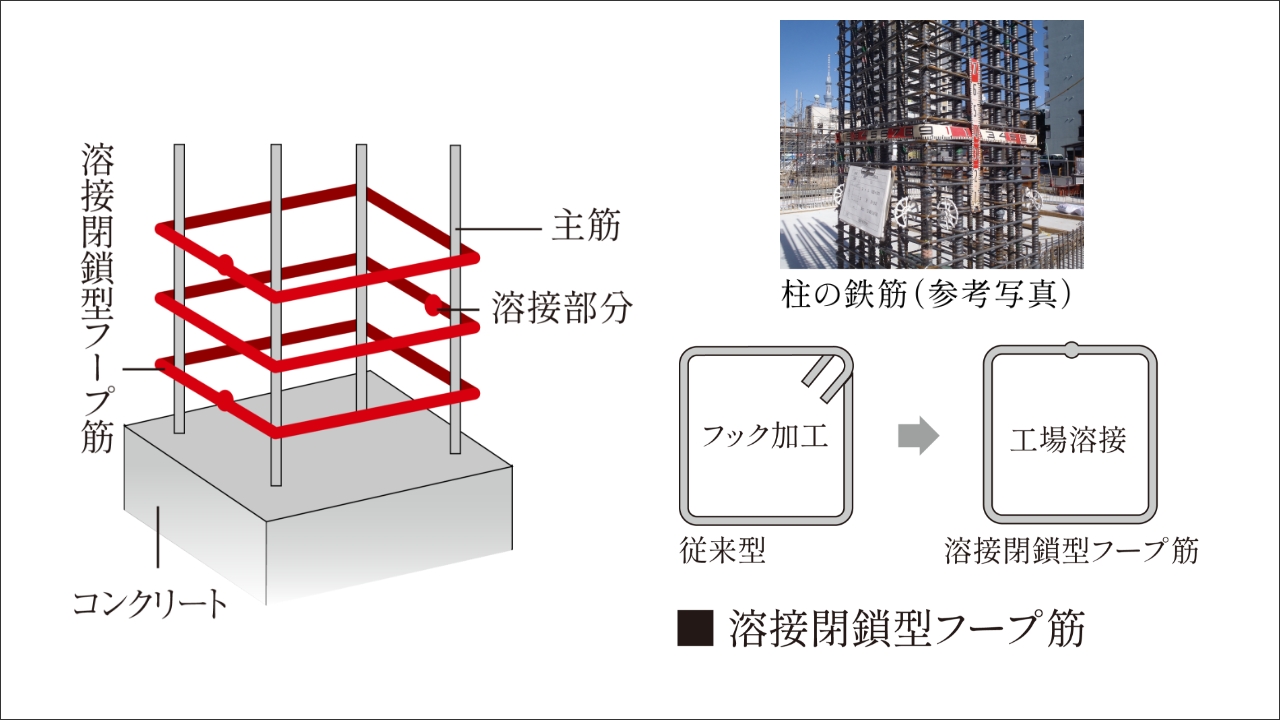 溶接閉鎖型フープ筋
主筋
溶接部分
コンクリート
柱の鉄筋（参考写真）
フック加工
従来型
工場溶接
溶接閉鎖型フープ筋
■ 溶接閉鎖型フープ筋